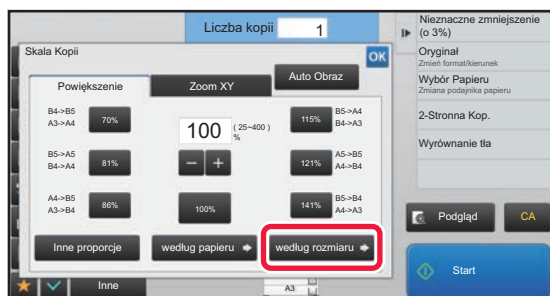 Liczba kopii 1
Skala Kopii
OK
Powiększenie
Zoom XY
Auto Obraz
B4->B5
A3->A4
70%
B5->A5
B4->A4
81%
A4->B5
A3->B4
86%
100
(25~400)
%
100%
115%
B5->A4
B4->A3
121%
A5->B5
A4->B4
141%
B5->B4
A4->A3
Inne proporcje
według papieru
według rozmiaru
Inne
A3
Nieznaczne zmniejszenie
(o 3%)
Oryginał
Zmień format/kierunek
Wybór Papieru
Zmiana podajnika papieru
2-Stronna Kop.
Wyrównanie tła
Podgląd
CA
Start